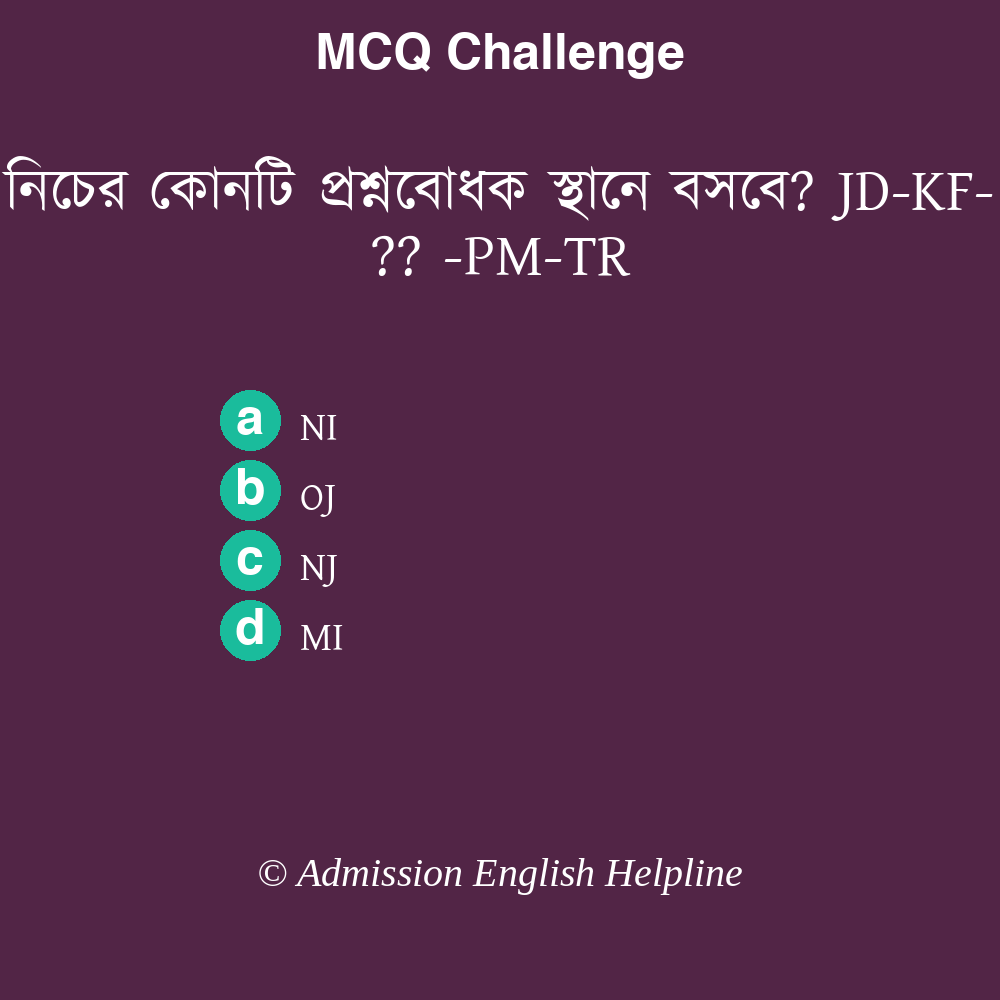 MCQ Challenge
নিচের কোনটি প্রশ্নবোধক স্থানে বসবে? JD-KF-
?? -PM-TR
a NI
b OJ
c NJ
d MI
© Admission English Helpline